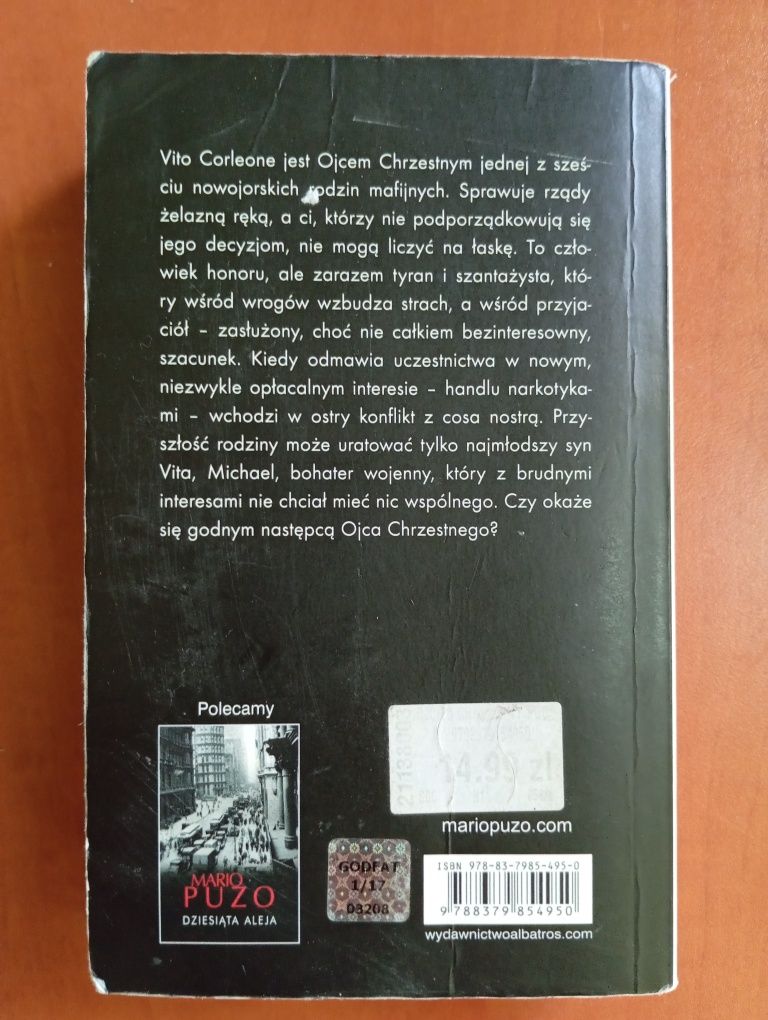 Vito Corleone jest Ojcem Chrzestnym jednej z sześ-
ciu nowojorskich rodzin mafijnych. Sprawuje rządy
żelazną ręką, a ci, którzy nie podporządkowują się
jego decyzjom, nie mogą liczyć na łaskę. To czło-
wiek honoru, ale zarazem tyran i szantażysta, któ-
ry wśród wrogów wzbudza strach, a wśród przyja-
ciół – zasłużony, choć nie całkiem bezinteresowny,
szacunek. Kiedy odmawia uczestnictwa w nowym,
niezwykle opłacalnym interesie – handlu narkotyka-
mi – wchodzi w ostry konflikt z cosa nostrą. Przy-
szłość rodziny może uratować tylko najmłodszy syn
Vita, Michael, bohater wojenny, który z brudnymi
interesami nie chciał mieć nic wspólnego. Czy okaże
się godnym następcą Ojca Chrzestnego?
Polecamy
MARIO
PUZO
DZIESIĄTA ALEJA
14.99 zł
mariopuzo.com
GODFAT
1/17
03208
ISBN 978-83-7985-495-0
9 788379 854950
wydawnictwoalbatros.com